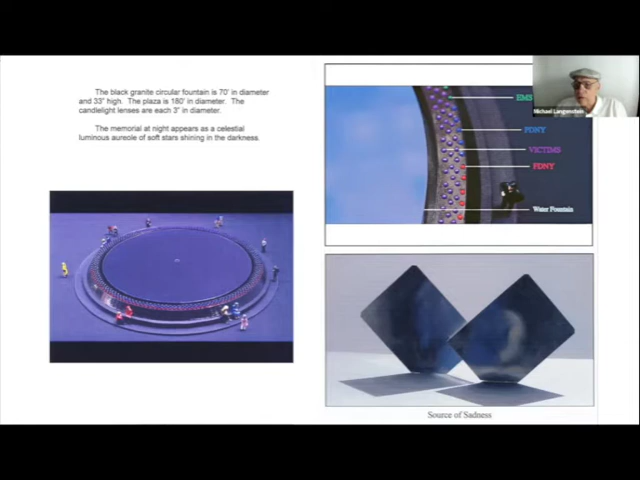 The black granite circular fountain is 70' in diameter
and 33" high. The plaza is 180' in diameter. The
candlelight lenses are each 3" in diameter.
The memorial at night appears as a celestial
luminous aureole of soft stars shining in the darkness.
Michael Langenstein
EMS
PDNY
VICTIMS
FDNY
Water Fountain
Source of Sadness